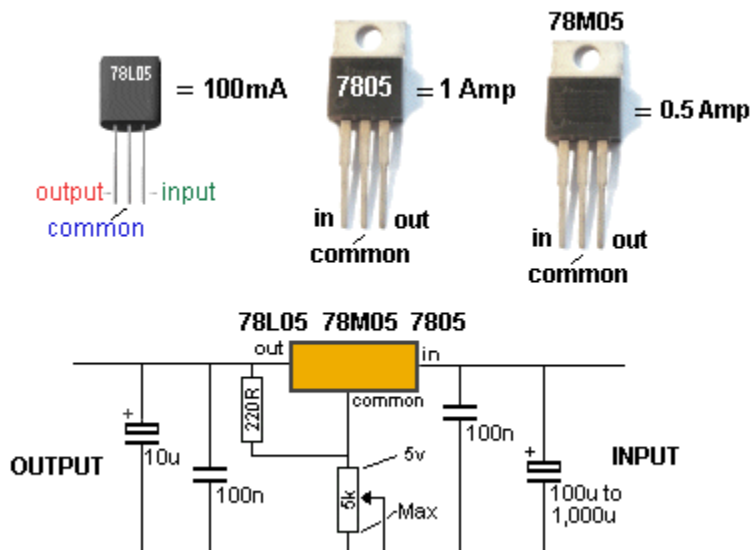 78M05
78L05
= 100mA
7805
= 1 Amp
= 0.5 Amp
output
input
common
in
out
common
in
out
common
78L05 78M05 7805
out
in
common
220R
100n
5v
OUTPUT
INPUT
10u
100n
5k
Max
100u to
1,000u